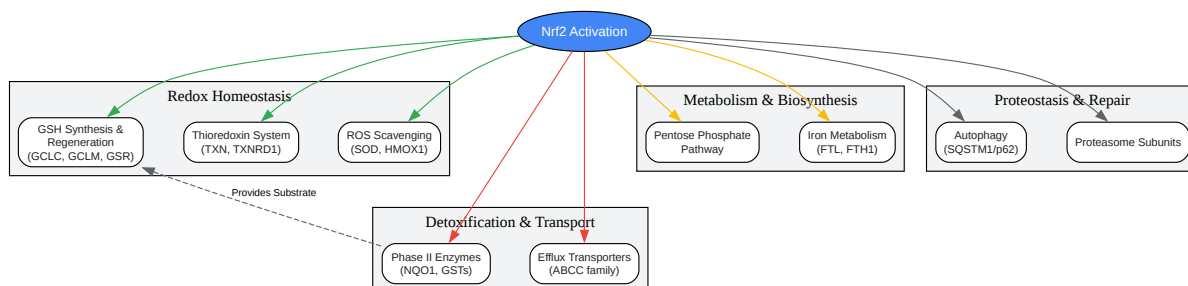 Nrf2 Activation
Redox Homeostasis
GSH Synthesis &
Regeneration
(GCLC, GCLM, GSR)
Thioredoxin System
(TXN, TXNRD1)
ROS Scavenging
(SOD, HMOX1)
Metabolism & Biosynthesis
Pentose Phosphate
Pathway
Iron Metabolism
(FTL, FTH1)
Proteostasis & Repair
Autophagy
(SQSTM1/p62)
Proteasome Subunits
Provides Substrate
Detoxification & Transport
Phase II Enzymes
(NQO1, GSTs)
Efflux Transporters
(ABCC family)